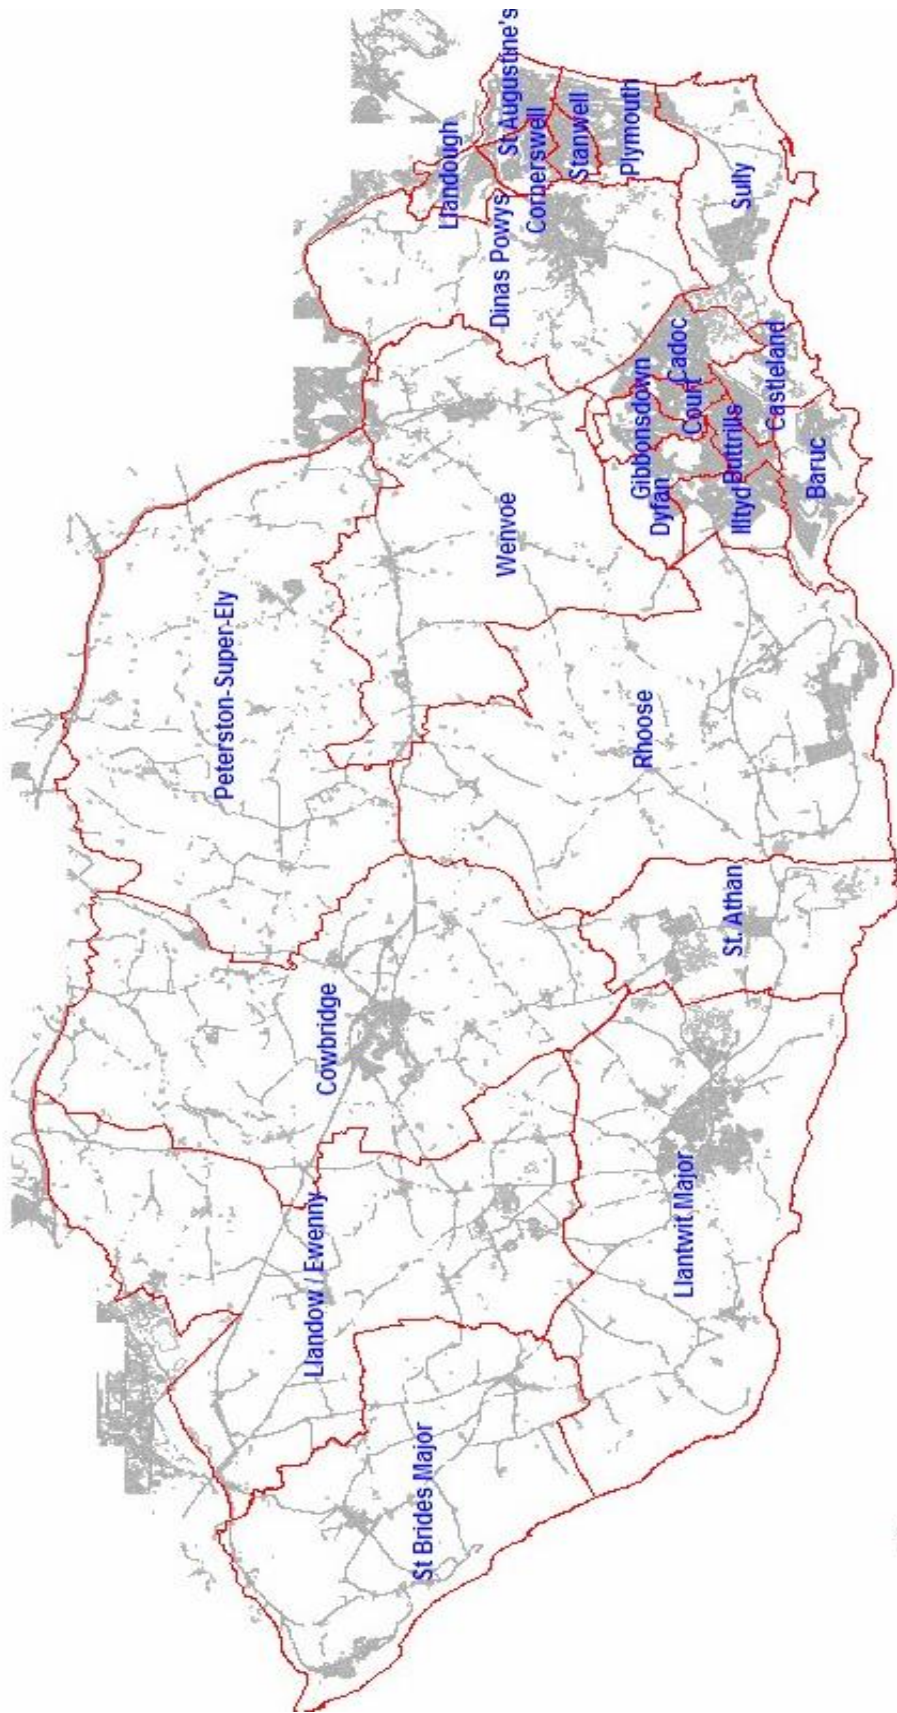 St Brides Major
Llandow / Ewenny
Llantwit Major
Cowbridge
St. Athan
Peterston-Super-Ely
Rhoose
Wenvoe
Dyfan
Gibbonsdown
Illtyd
Buttrills
Court
Cadoc
Baruc
Castleland
Dinas Powys
Llandough
St Augustine's
Cornerswell
Stanwell
Plymouth
Sully